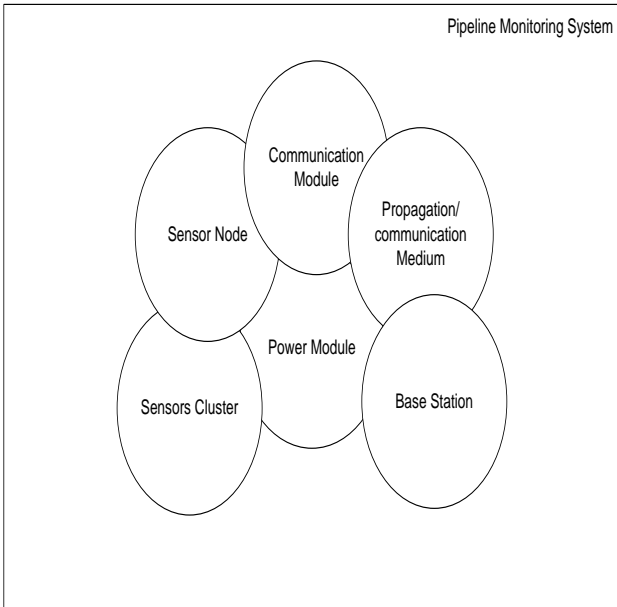 Pipeline Monitoring System
Communication
Module
Sensor Node
Propagation/
communication
Medium
Power Module
Sensors Cluster
Base Station